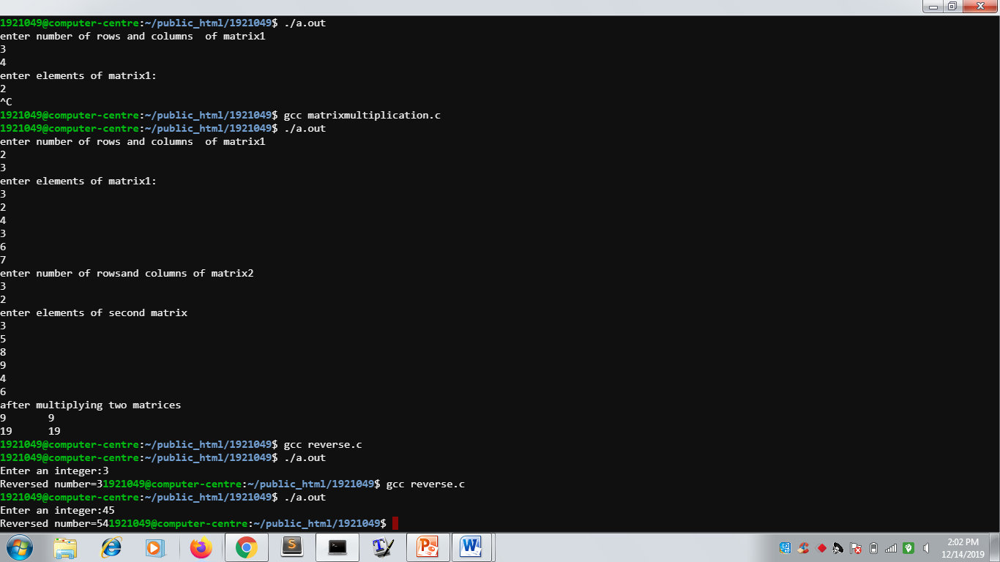 1921049@computer-centre:~/public_html/1921049$ ./a.out
enter number of rows and columns  of matrix1
3
4
enter elements of matrix1:
2
^C
1921049@computer-centre:~/public_html/1921049$ gcc matrixmultiplication.c
1921049@computer-centre:~/public_html/1921049$ ./a.out
enter number of rows and columns  of matrix1
2
3
enter elements of matrix1:
3
2
4
3
6
7
enter number of rowsand columns of matrix2
3
2
enter elements of second matrix
3
5
8
9
4
6
after multiplying two matrices
9       9
19      19
1921049@computer-centre:~/public_html/1921049$ gcc reverse.c
1921049@computer-centre:~/public_html/1921049$ ./a.out
Enter an integer:3
Reversed number=31921049@computer-centre:~/public_html/1921049$ gcc reverse.c
1921049@computer-centre:~/public_html/1921049$ ./a.out
Enter an integer:45
Reversed number=541921049@computer-centre:~/public_html/1921049$
2:02 PM
12/14/2019